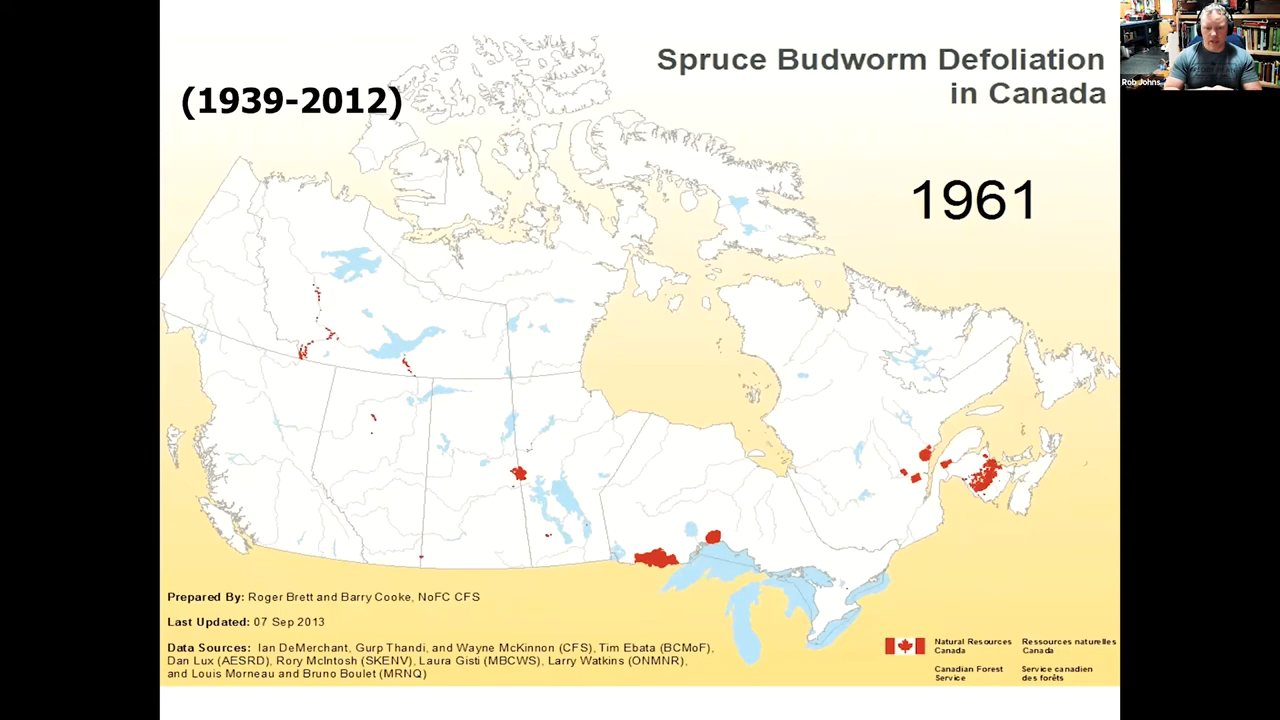 Spruce Budworm Defoliation
in Canada
(1939-2012)
1961
Rob Johns
Prepared By: Roger Brett and Barry Cooke, NoFC CFS
Last Updated: 07 Sep 2013
Data Sources: Ian DeMerchant, Gurp Thandi, and Wayne McKinnon (CFS), Tim Ebata (BCMoF),
Dan Lux (AESRD), Rory McIntosh (SKENV), Laura Gisti (MBCWS), Larry Watkins (ONMNR),
and Louis Morneau and Bruno Boulet (MRNQ)
Natural Resources
Canada
Ressources naturelles
Canada
Canadian Forest
Service
Service canadien
des forêts